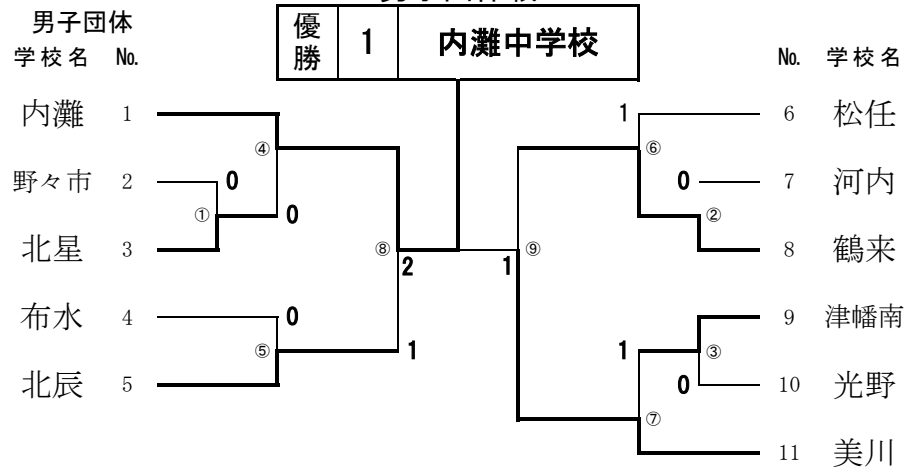 男子団体
学校名 No.
優勝 1 内灘中学校
No. 学校名
内灘 1
1 6 松任
④
⑥
野々市 2 0
0 7 河内
① 0
②
北星 3
⑧ 2
1 ⑨
8 鶴来
布水 4 0
9 津幡南
⑤ 1
1 ③
北辰 5
0 10 光野
⑦
11 美川